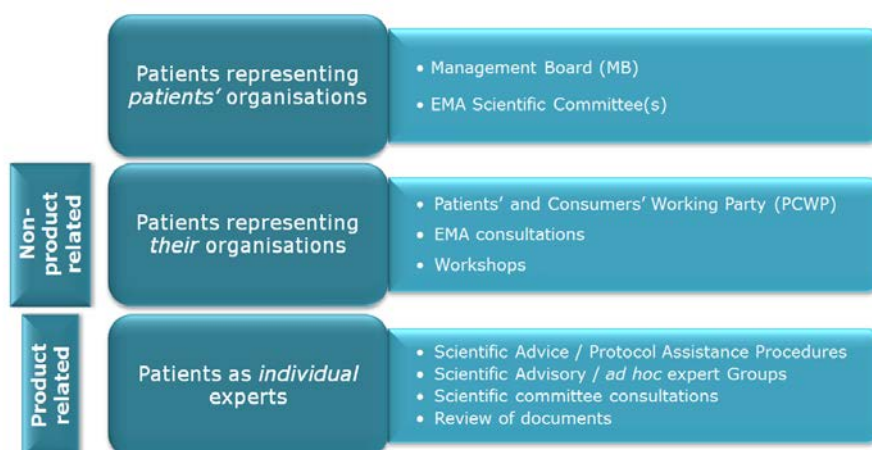 Patients representing
patients' organisations
• Management Board (MB)
• EMA Scientific Committee(s)
Non-
product
related
Patients representing
their organisations
• Patients' and Consumers' Working Party (PCWP)
• EMA consultations
• Workshops
Product
related
Patients as individual
experts
• Scientific Advice / Protocol Assistance Procedures
• Scientific Advisory / ad hoc expert Groups
• Scientific committee consultations
• Review of documents